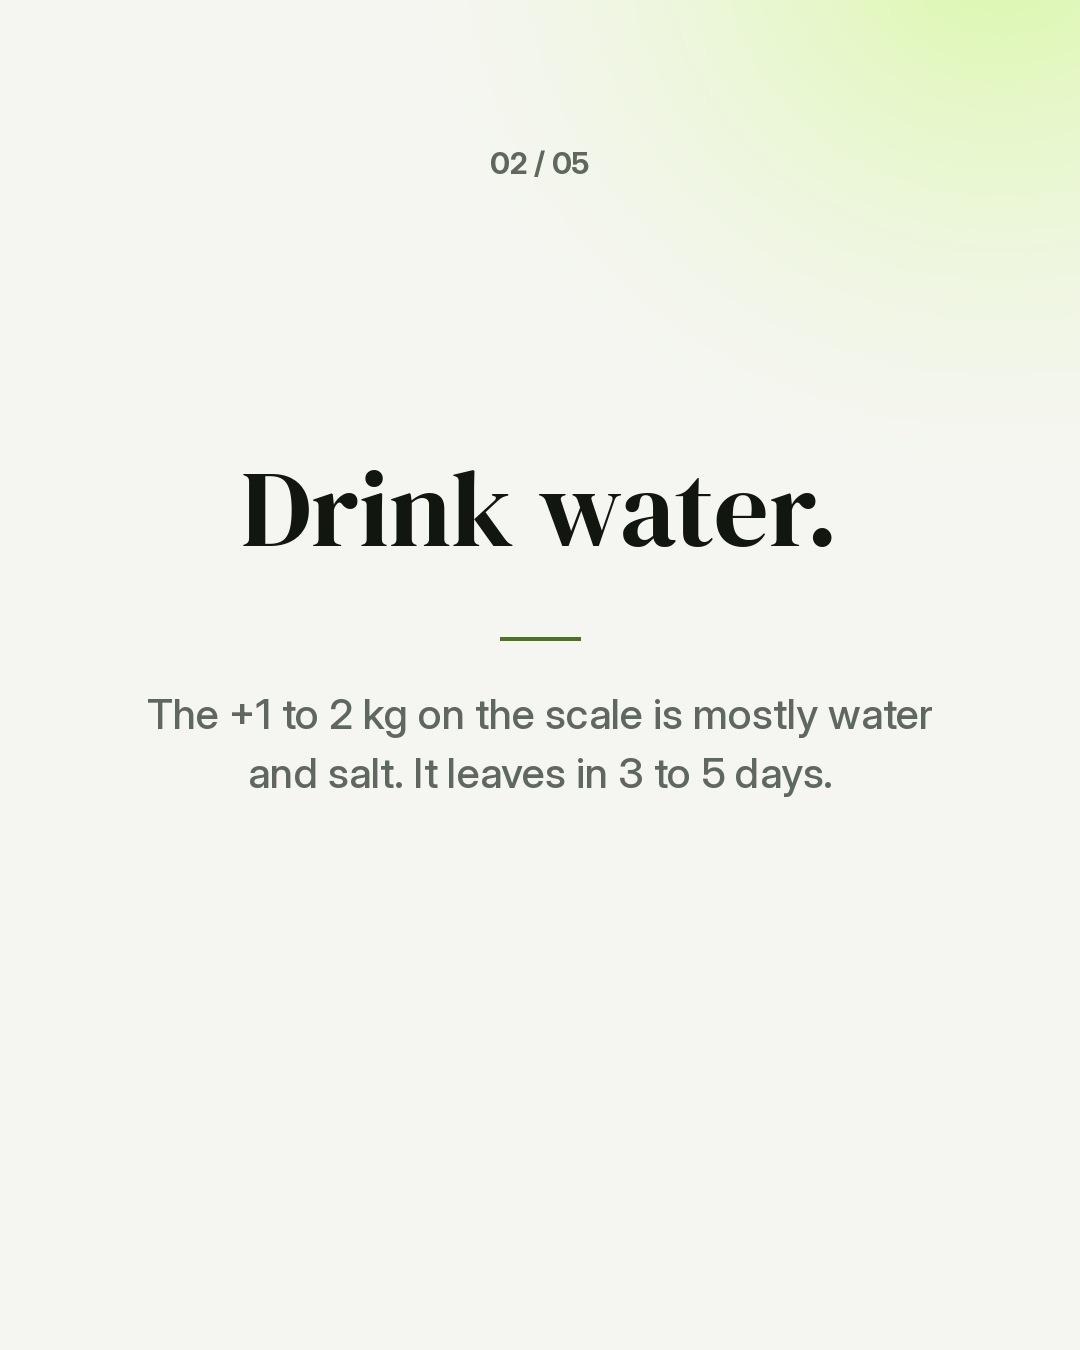 02 / 05
Drink water.
The +1 to 2 kg on the scale is mostly water
and salt. It leaves in 3 to 5 days.